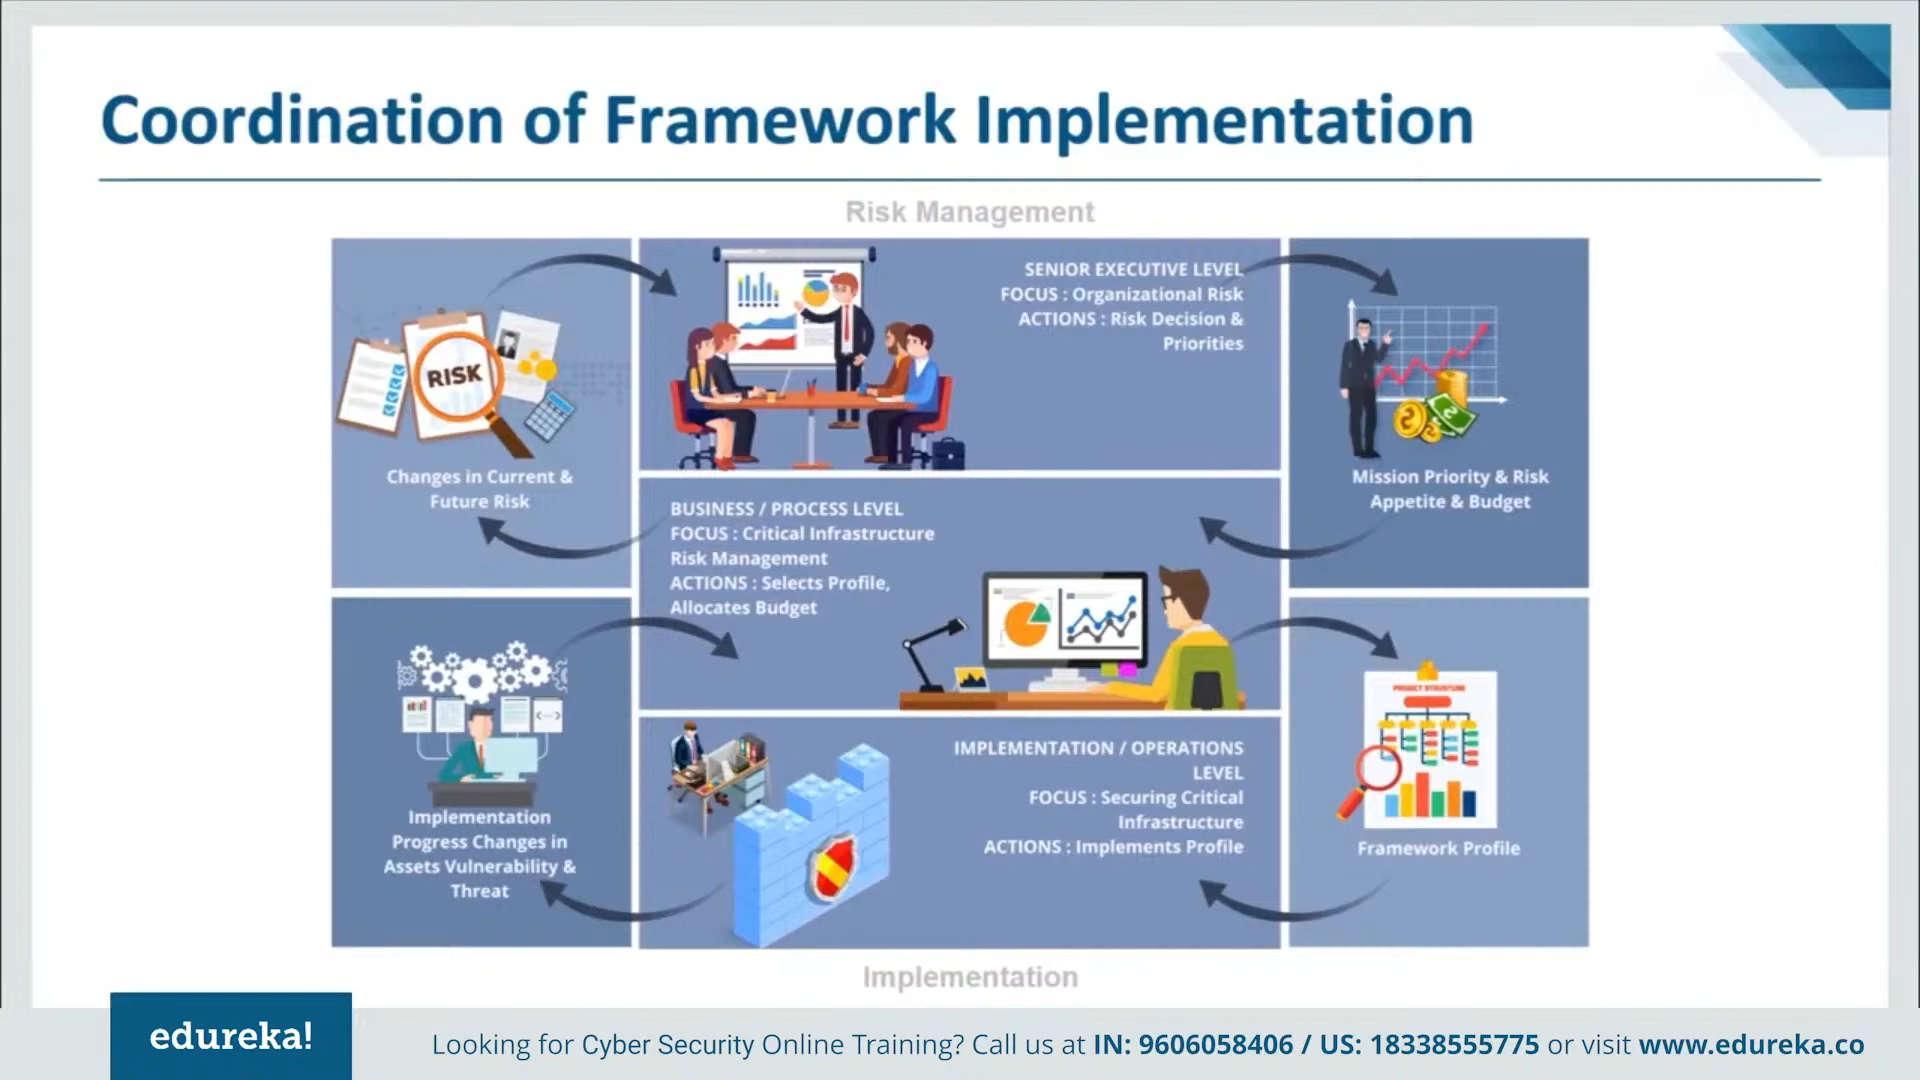 Coordination of Framework Implementation
Risk Management
RISK
Changes in Current &
Future Risk
SENIOR EXECUTIVE LEVEL
FOCUS : Organizational Risk
ACTIONS : Risk Decision &
Priorities
Mission Priority & Risk
Appetite & Budget
BUSINESS / PROCESS LEVEL
FOCUS : Critical Infrastructure
Risk Management
ACTIONS : Selects Profile,
Allocates Budget
Implementation
Progress Changes in
Assets Vulnerability &
Threat
IMPLEMENTATION / OPERATIONS
LEVEL
FOCUS : Securing Critical
Infrastructure
ACTIONS : Implements Profile
PROJECT STRUCTURE
Framework Profile
Implementation
edureka!
Looking for Cyber Security Online Training? Call us at IN: 9606058406 / US: 18338555775 or visit www.edureka.co